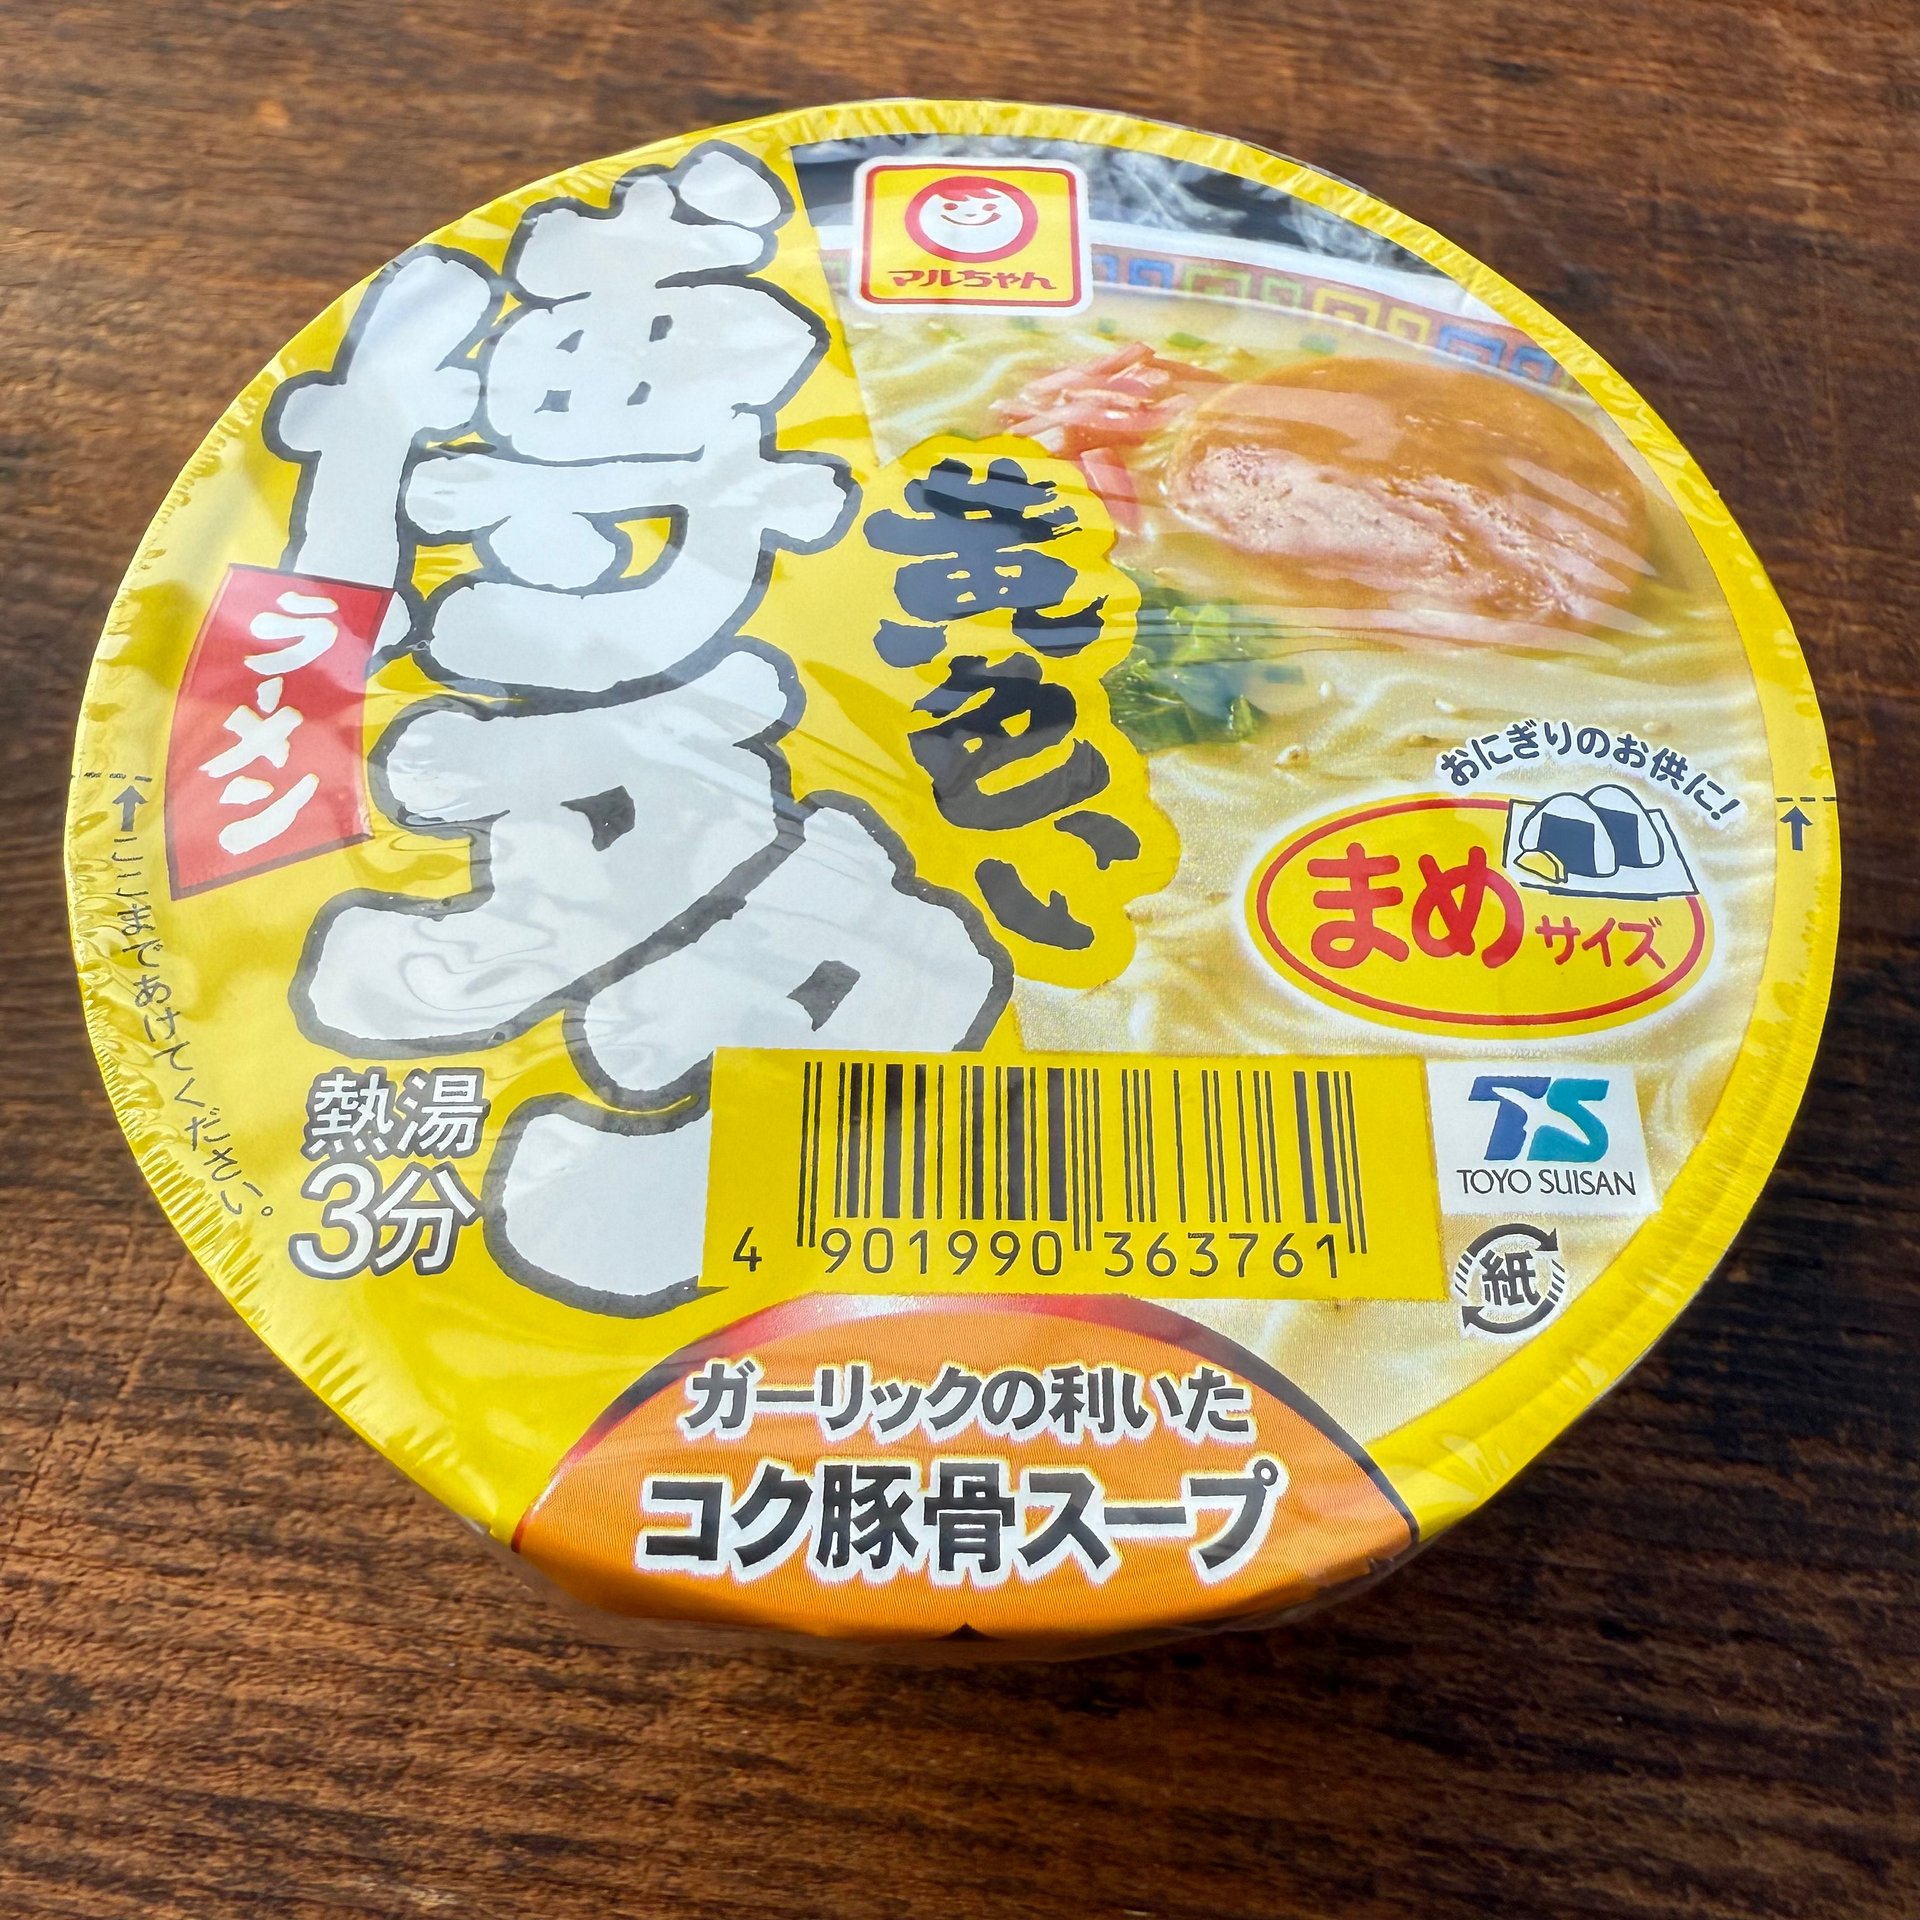 マルちゃん
黄色い
博多
ラーメン
おにぎりのお供に!
まめサイズ
ここまであけてください。
熱湯
3分
4 901990 363761
TS
TOYO SUISAN
紙
ガーリックの利いた
コク豚骨スープ